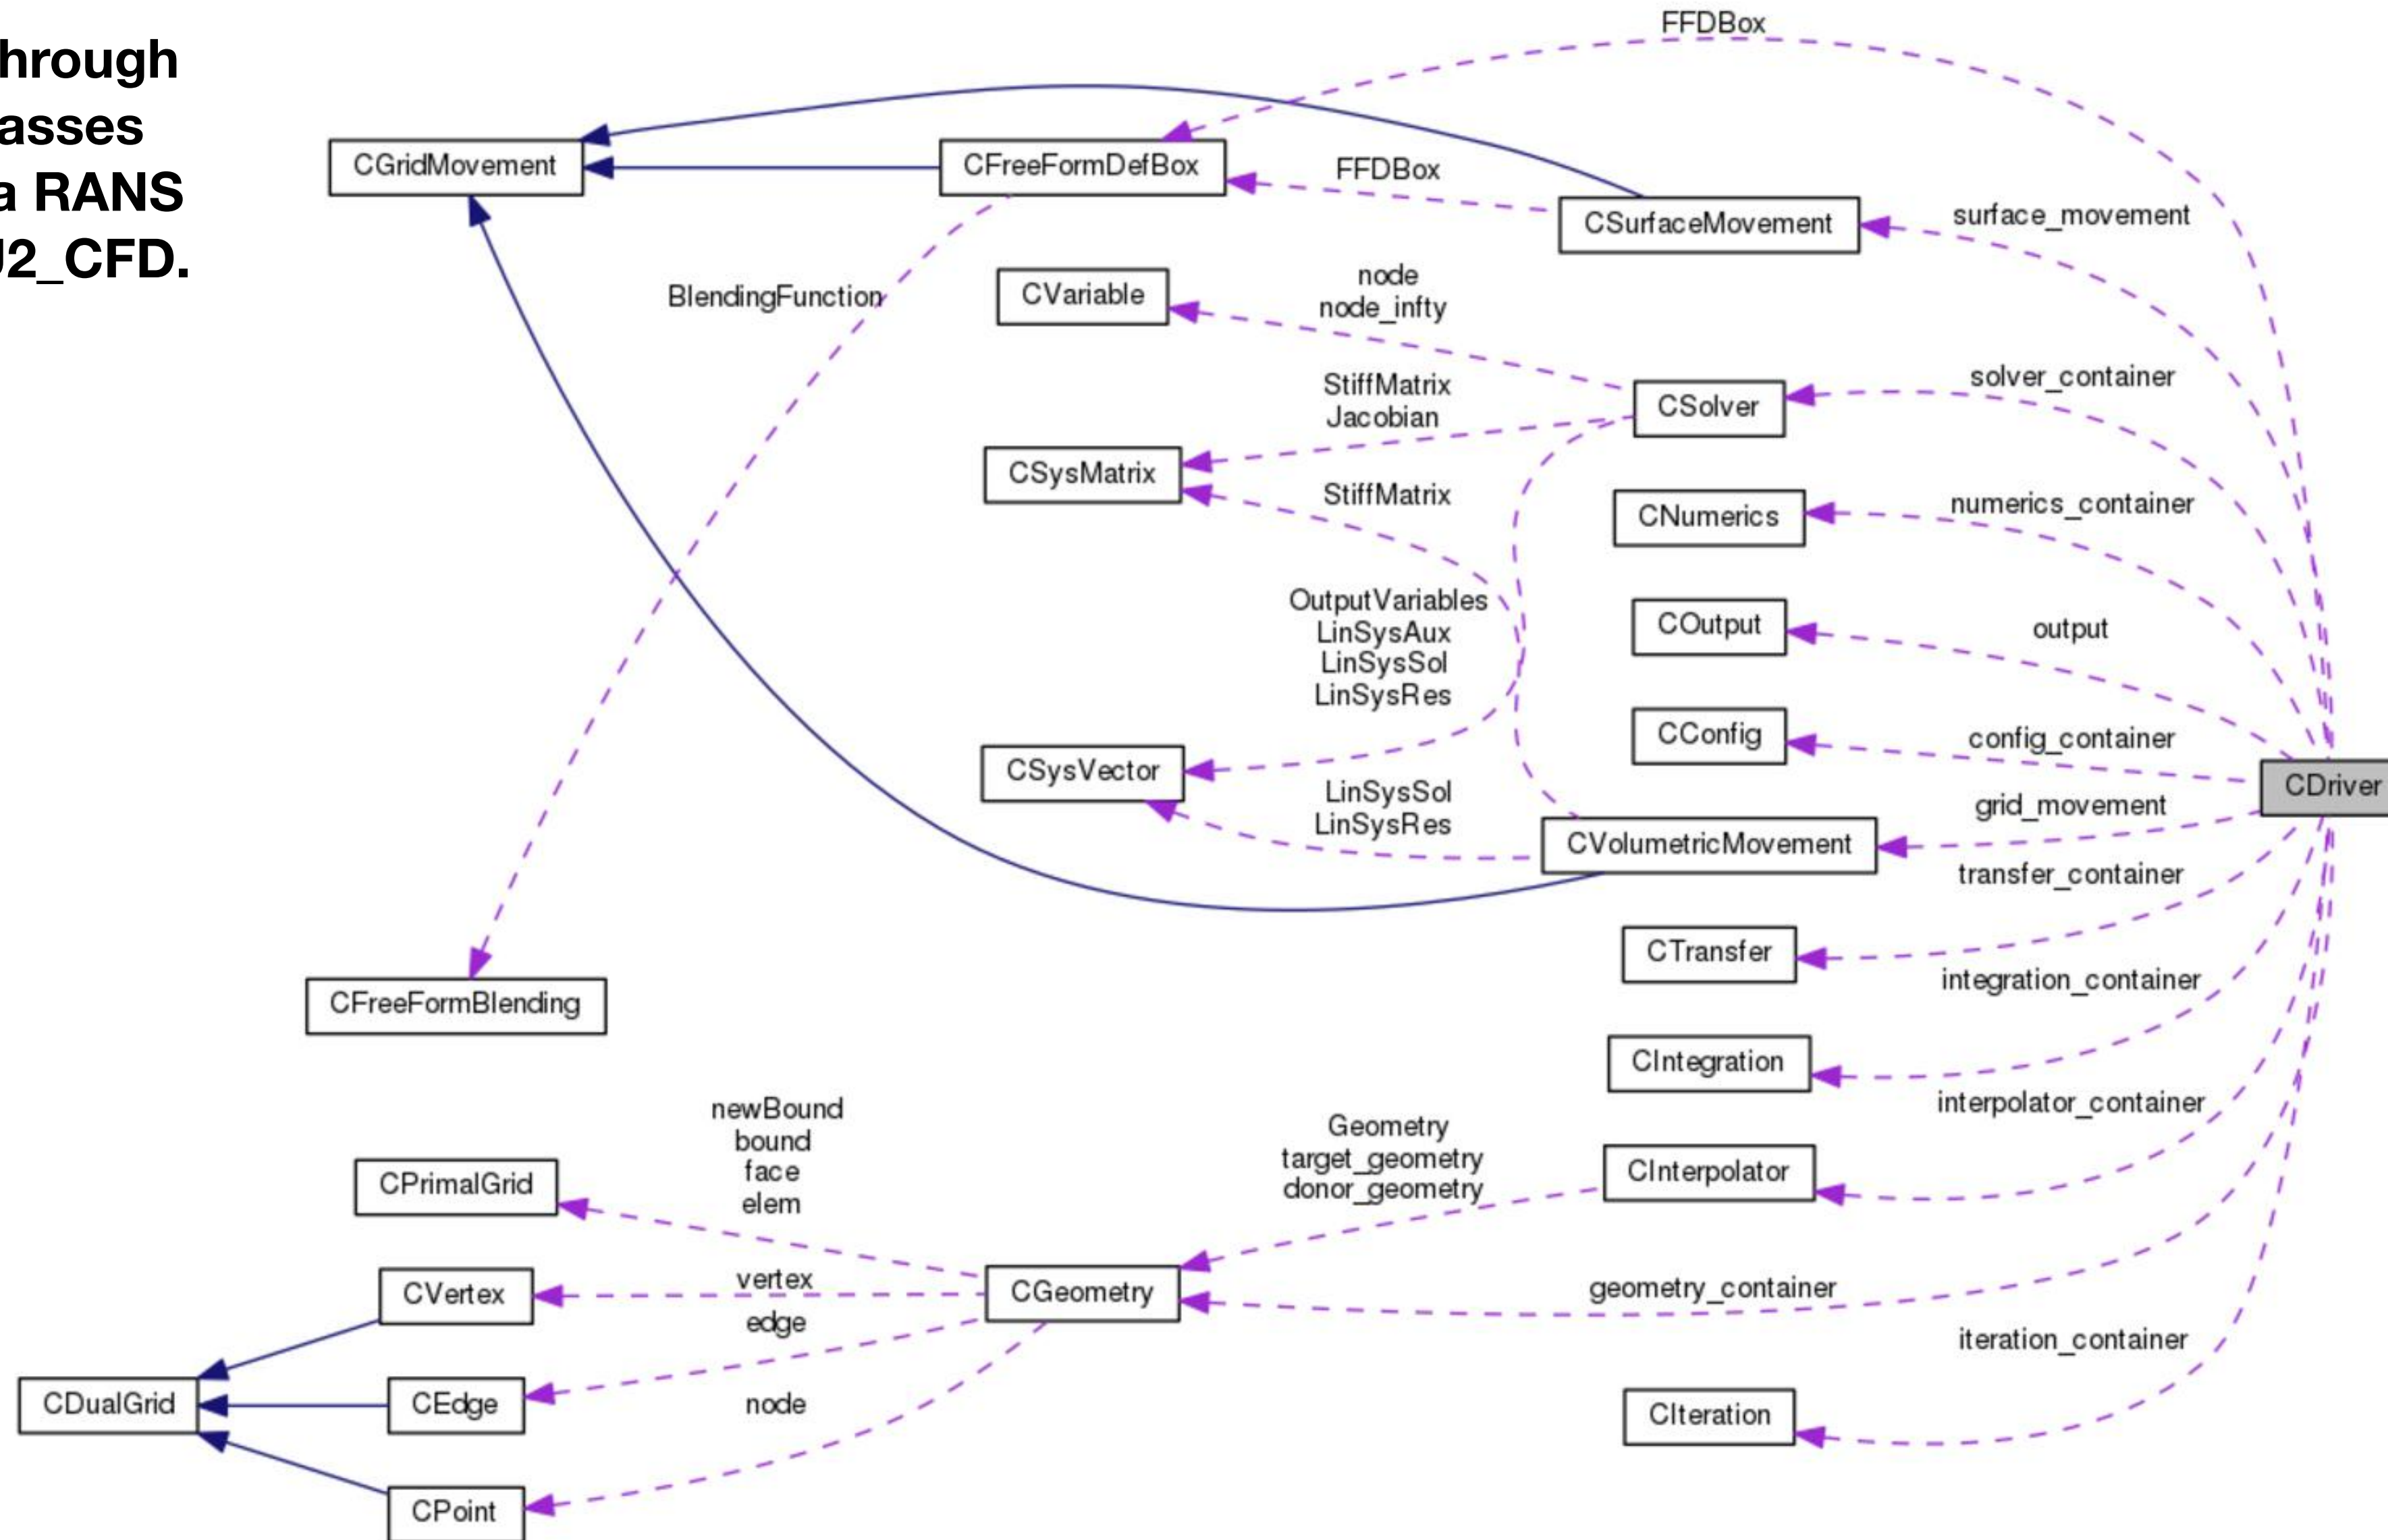 hrough
asses
a RANS
J2_CFD.
FFDBox
CGridMovement
CFreeFormDefBox
FFDBox
CSurfaceMovement
surface_movement
BlendingFunction
CVariable
node
node_infty
StiffMatrix
Jacobian
CSolver
solver_container
CSysMatrix
StiffMatrix
CNumerics
numerics_container
OutputVariables
LinSysAux
LinSysSol
LinSysRes
COutput
output
CConfig
config_container
CSysVector
LinSysSol
LinSysRes
CDriver
grid_movement
CVolumetricMovement
transfer_container
CTransfer
integration_container
CFreeFormBlending
CIntegration
interpolator_container
newBound
bound
face
elem
CPrimalGrid
Geometry
target_geometry
donor_geometry
CInterpolator
CVertex
vertex
CGeometry
geometry_container
edge
iteration_container
CDualGrid
CEdge
node
CIteration
CPoint